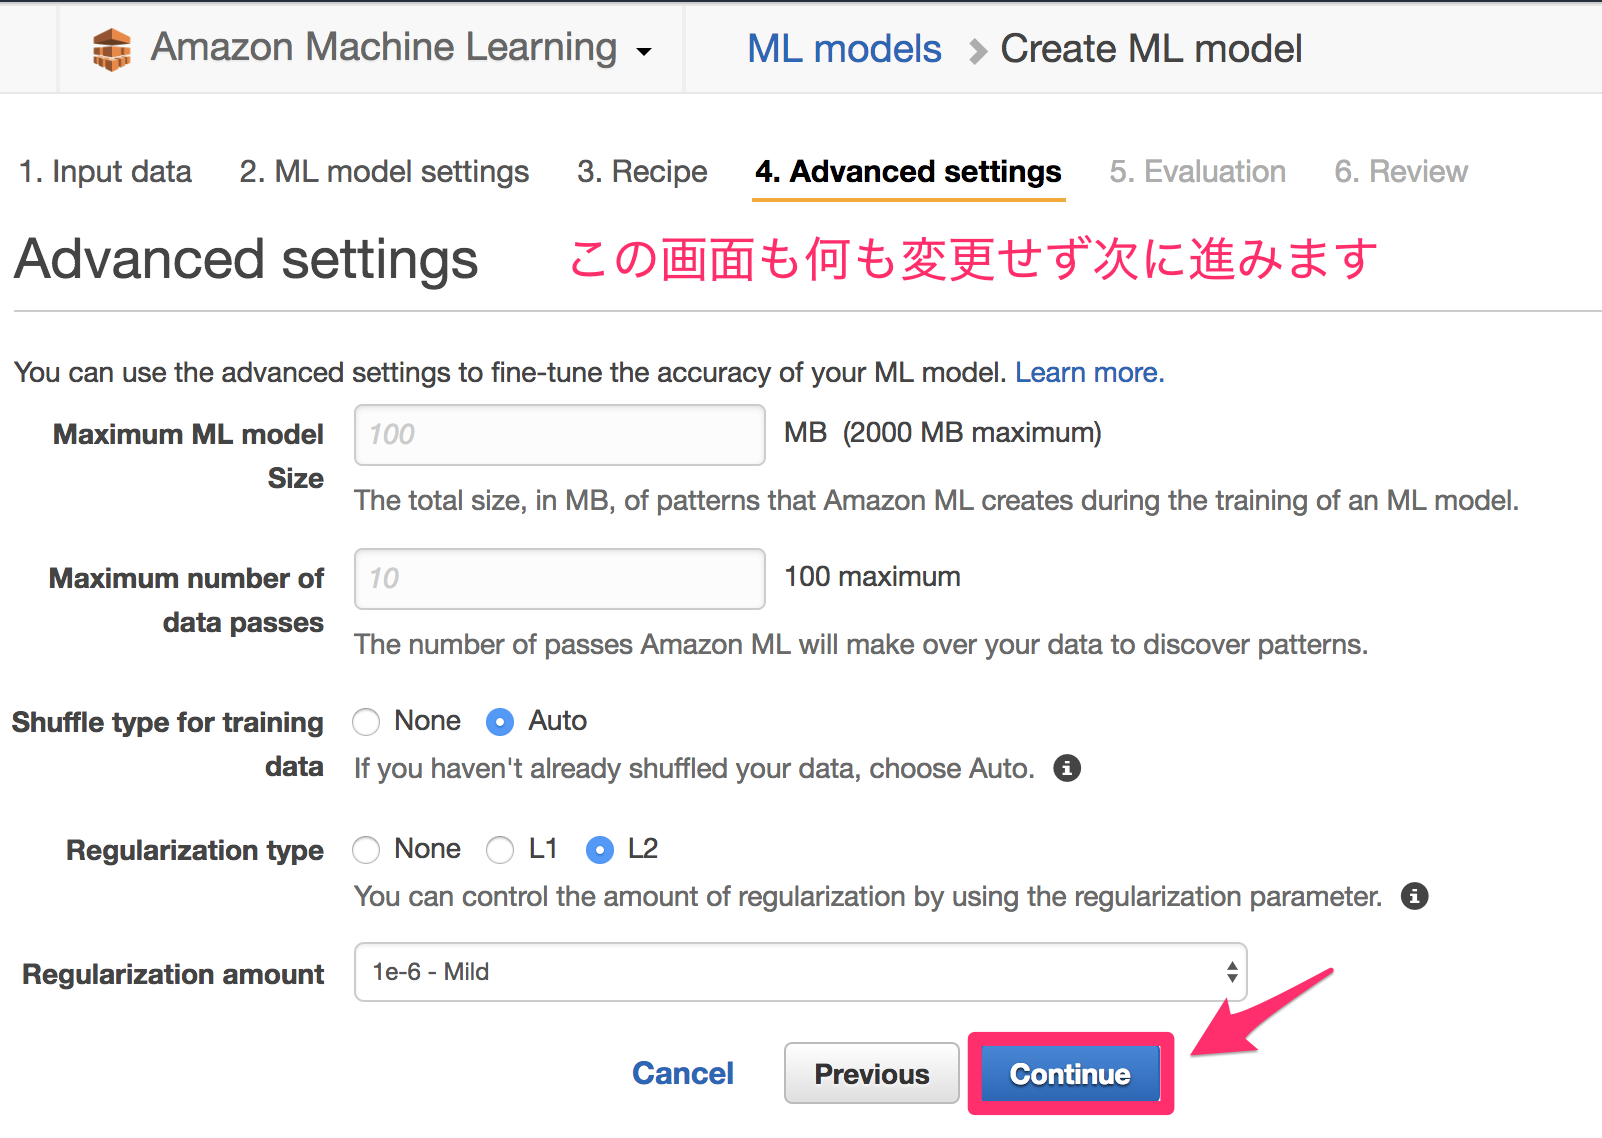 Amazon Machine Learning
ML models
Create ML model
1. Input data
2. ML model settings
3. Recipe
4. Advanced settings
5. Evaluation
6. Review
Advanced settings
この画面も何も変更せず次に進みます
You can use the advanced settings to fine-tune the accuracy of your ML model. Learn more.
Maximum ML model
Size
100
MB (2000 MB maximum)
The total size, in MB, of patterns that Amazon ML creates during the training of an ML model.
Maximum number of
data passes
10
100 maximum
The number of passes Amazon ML will make over your data to discover patterns.
Shuffle type for training
data
None
Auto
If you haven't already shuffled your data, choose Auto.
Regularization type
None
L1
L2
You can control the amount of regularization by using the regularization parameter.
Regularization amount
1e-6 - Mild
Cancel
Previous
Continue